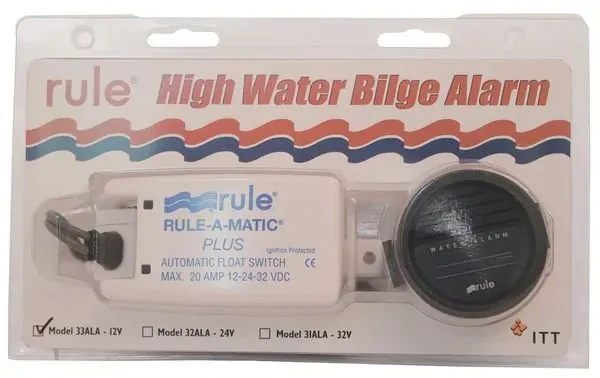 rule® High Water Bilge Alarm
rule®
RULE-A-MATIC®
PLUS
Ignition Protected
AUTOMATIC FLOAT SWITCH CE
MAX. 20 AMP 12-24-32 VDC
WATER ALARM
rule
Model 33ALA - 12V Model 32ALA - 24V Model 31ALA - 32V
ITT